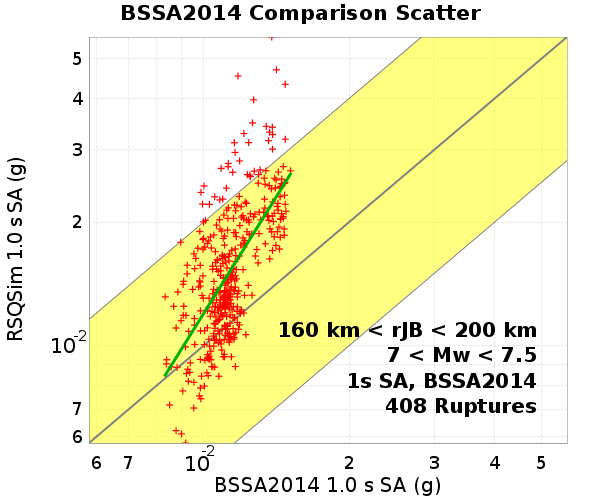 BSSA2014 Comparison Scatter
RSQSim 1.0 s SA (g)
5
4
3
2
10-2
7
6
160 km < rJB < 200 km
7 < Mw < 7.5
1s SA, BSSA2014
408 Ruptures
6 7 10-2 2 3 4 5
BSSA2014 1.0 s SA (g)